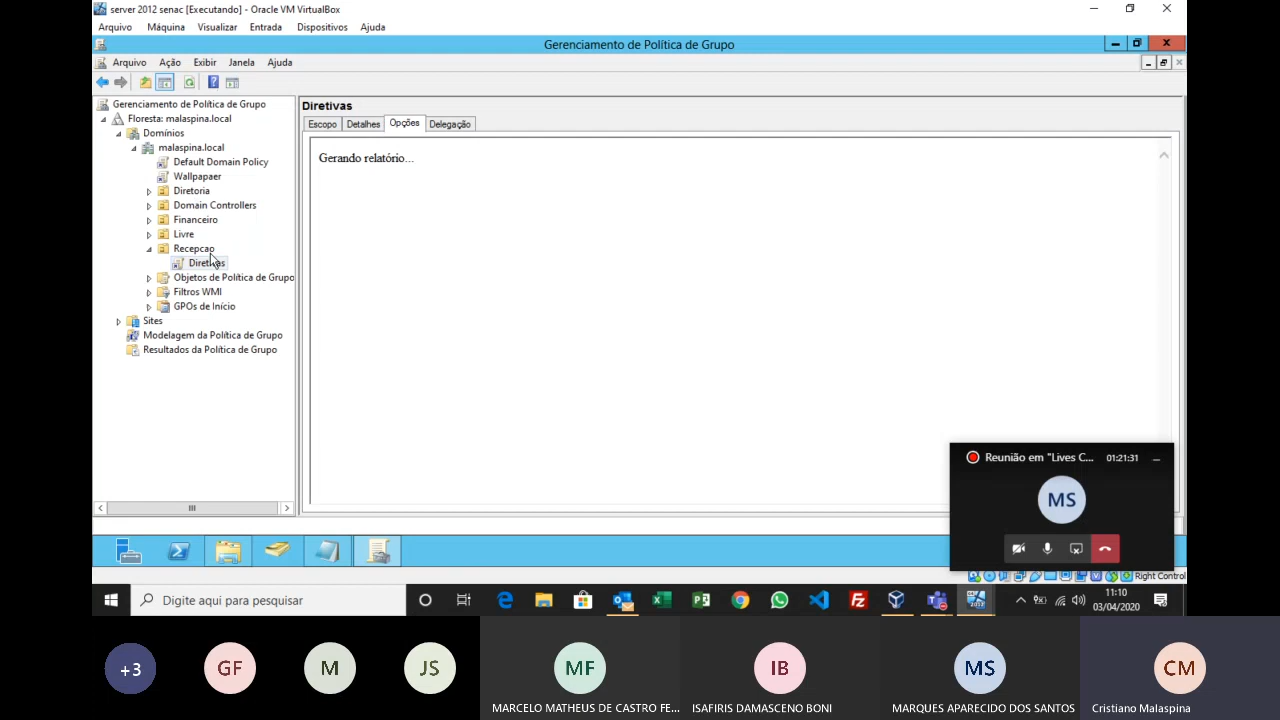 server 2012 senac [Executando] - Oracle VM VirtualBox
Arquivo Máquina Visualizar Entrada Dispositivos Ajuda
Gerenciamento de Política de Grupo
Arquivo Ação Exibir Janela Ajuda
Gerenciamento de Política de Grupo
Floresta: malaspina.local
Domínios
malaspina.local
Default Domain Policy
Wallpapaer
Diretoria
Domain Controllers
Financeiro
Livre
Recepcao
Diretivas
Objetos de Política de Grupo
Filtros WMI
GPOs de Início
Sites
Modelagem da Política de Grupo
Resultados da Política de Grupo
Diretivas
Escopo Detalhes Opções Delegação
Gerando relatório...
Reunião em "Lives C... 01:21:31
MS
Right Control
Digite aqui para pesquisar
11:10
03/04/2020
+3 GF M JS MF IB MS CM
MARCELO MATHEUS DE CASTRO FE... ISAFIRIS DAMASCENO BONI MARQUES APARECIDO DOS SANTOS Cristiano Malaspina